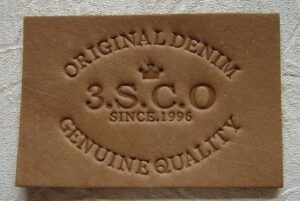 ORIGINAL DENIM
3.S.C.O
SINCE.1996
GENUINE QUALITY